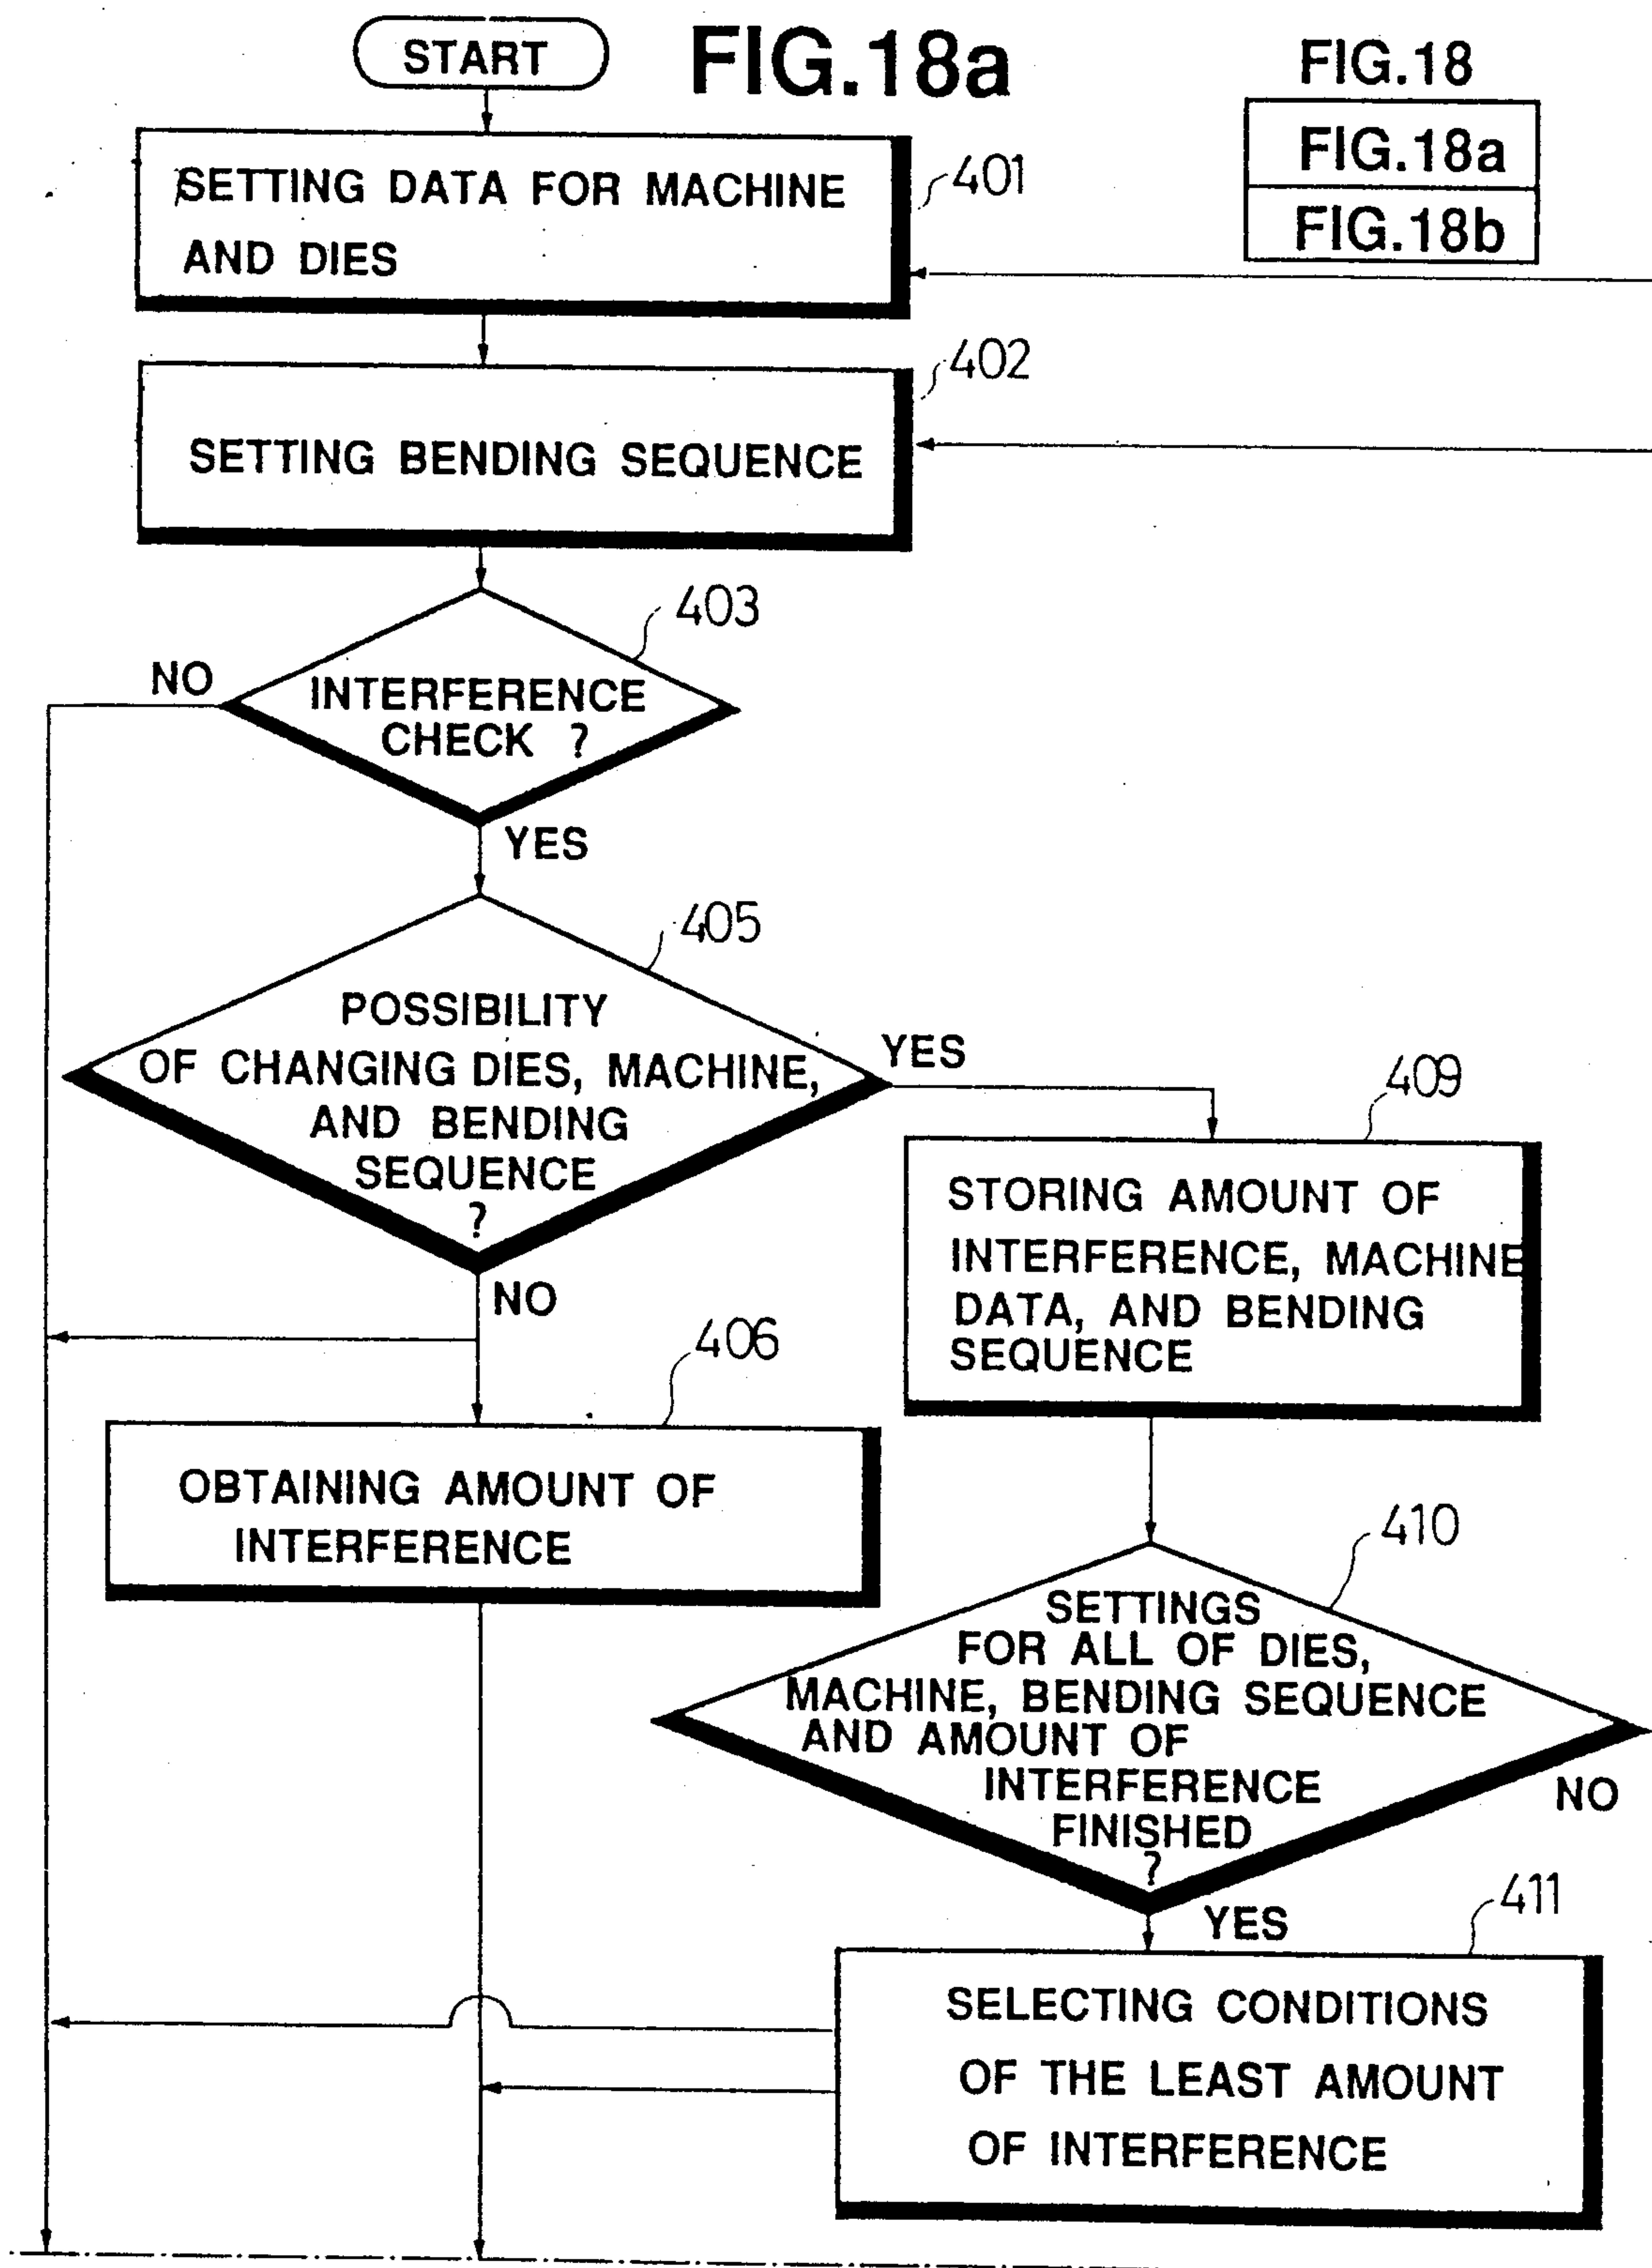 START
FIG.18a
FIG.18
FIG.18a
FIG.18b
SETTING DATA FOR MACHINE
AND DIES
401
402
SETTING BENDING SEQUENCE
403
NO
INTERFERENCE
CHECK ?
YES
405
POSSIBILITY
OF CHANGING DIES, MACHINE,
AND BENDING
SEQUENCE
?
YES
NO
409
STORING AMOUNT OF
INTERFERENCE, MACHINE
DATA, AND BENDING
SEQUENCE
406
OBTAINING AMOUNT OF
INTERFERENCE
410
SETTINGS
FOR ALL OF DIES,
MACHINE, BENDING SEQUENCE
AND AMOUNT OF
INTERFERENCE
FINISHED
?
NO
YES
411
SELECTING CONDITIONS
OF THE LEAST AMOUNT
OF INTERFERENCE